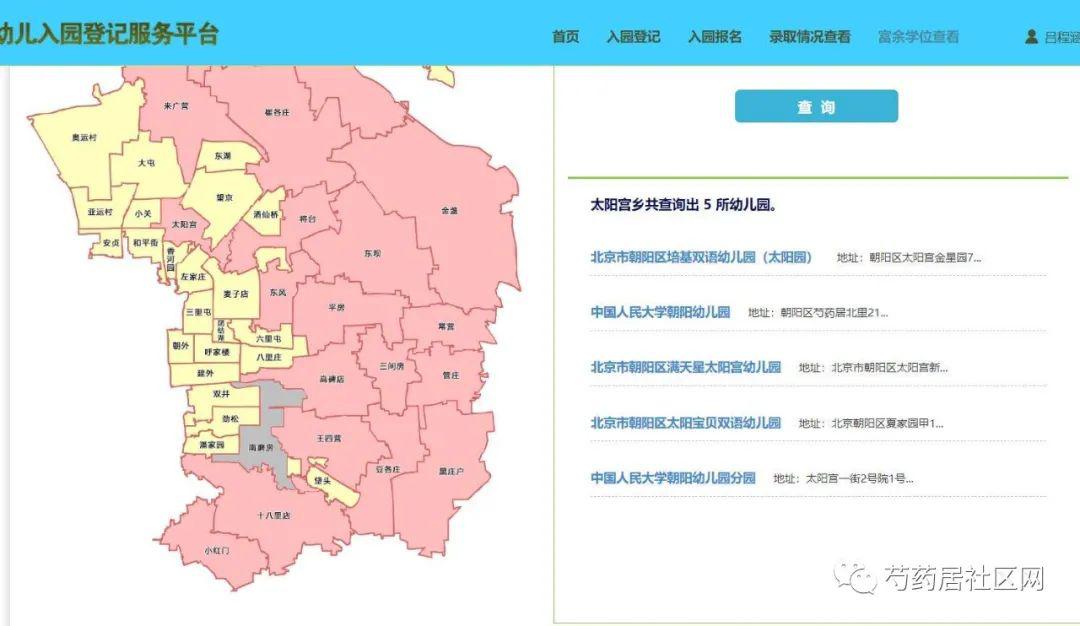 幼儿入园登记服务平台
首页 入园登记 入园报名 录取情况查看 富余学位查看 吕程涵
查 询
太阳宫乡共查询出 5 所幼儿园。
北京市朝阳区培基双语幼儿园（太阳园） 地址：朝阳区太阳宫金星园7...
中国人民大学朝阳幼儿园 地址：朝阳区芍药居北里21...
北京市朝阳区满天星太阳宫幼儿园 地址：北京市朝阳区太阳宫新...
北京市朝阳区太阳宝贝双语幼儿园 地址：北京朝阳区夏家园甲1...
中国人民大学朝阳幼儿园分园 地址：太阳宫一街2号院1号...
来广营
崔各庄
奥运村
大屯
东湖
望京
金盏
亚运村
小关
太阳宫
酒仙桥
将台
安贞
和平街
香河园
东坝
左家庄
麦子店
东风
平房
三里屯
团结湖
六里屯
常营
朝外
呼家楼
八里庄
建外
高碑店
三间房
管庄
双井
劲松
潘家园
南磨房
王四营
豆各庄
黑庄户
垡头
十八里店
小红门
芍药居社区网